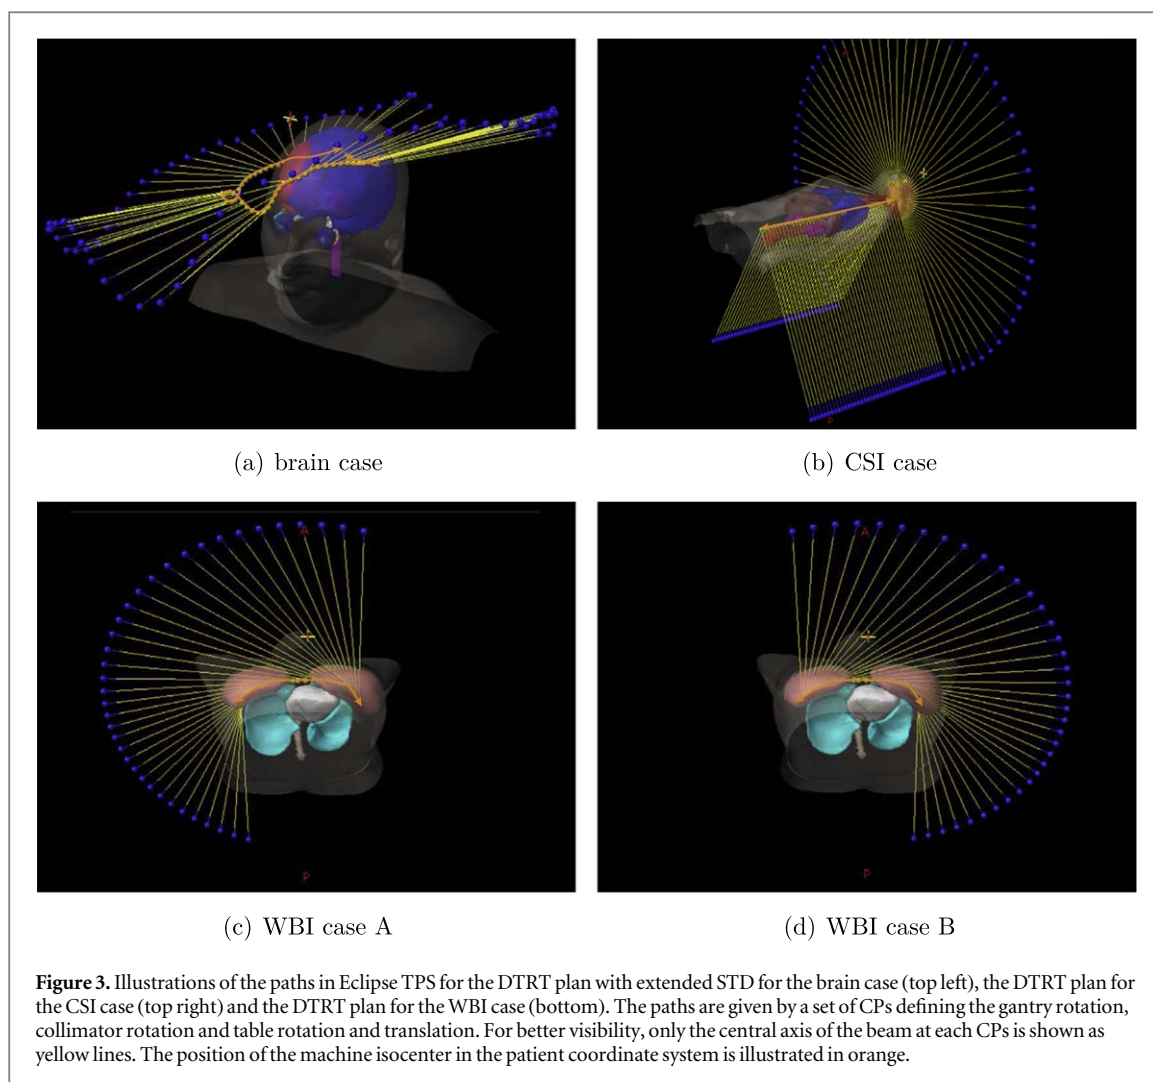 A
P
(a) brain case
(b) CSI case
A
P
A
P
(c) WBI case A
(d) WBI case B
Figure 3. Illustrations of the paths in Eclipse TPS for the DTRT plan with extended STD for the brain case (top left), the DTRT plan for
the CSI case (top right) and the DTRT plan for the WBI case (bottom). The paths are given by a set of CPs defining the gantry rotation,
collimator rotation and table rotation and translation. For better visibility, only the central axis of the beam at each CPs is shown as
yellow lines. The position of the machine isocenter in the patient coordinate system is illustrated in orange.